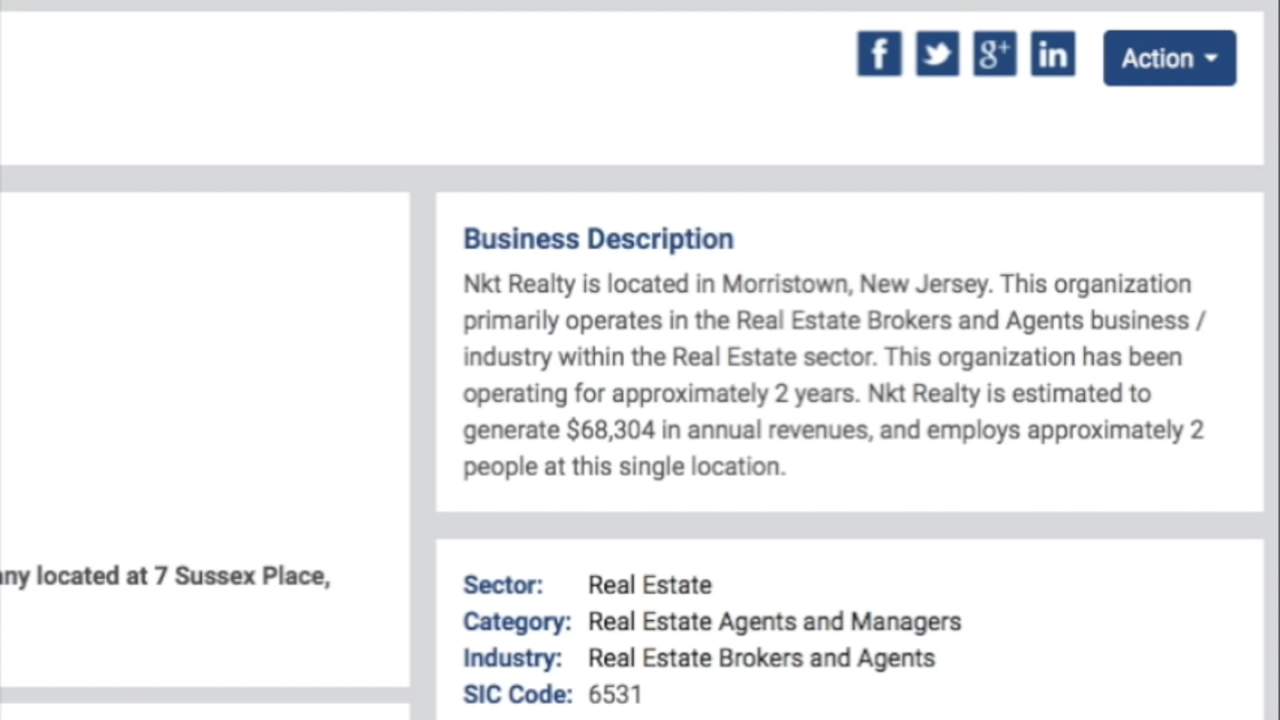 Action
Business Description
Nkt Realty is located in Morristown, New Jersey. This organization
primarily operates in the Real Estate Brokers and Agents business /
industry within the Real Estate sector. This organization has been
operating for approximately 2 years. Nkt Realty is estimated to
generate $68,304 in annual revenues, and employs approximately 2
people at this single location.
located at 7 Sussex Place,
Sector: Real Estate
Category: Real Estate Agents and Managers
Industry: Real Estate Brokers and Agents
SIC Code: 6531